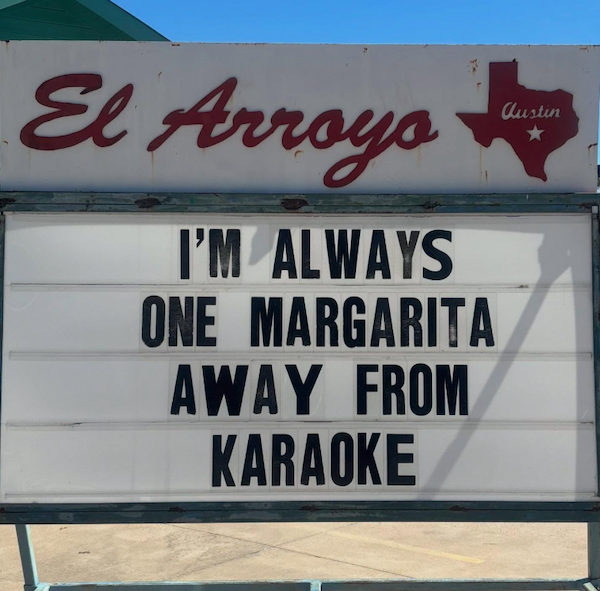 El Arroyo
Austin
I'M ALWAYS
ONE MARGARITA
AWAY FROM
KARAOKE